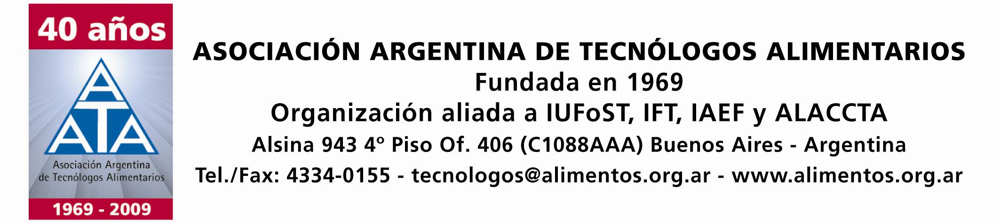 40 años
ATA
ATA
Asociación Argentina
de Tecnólogos Alimentarios
1969 - 2009
ASOCIACIÓN ARGENTINA DE TECNÓLOGOS ALIMENTARIOS
Fundada en 1969
Organización aliada a IUFoST, IFT, IAEF y ALACCTA
Alsina 943 4º Piso Of. 406 (C1088AAA) Buenos Aires - Argentina
Tel./Fax: 4334-0155 - tecnologos@alimentos.org.ar - www.alimentos.org.ar